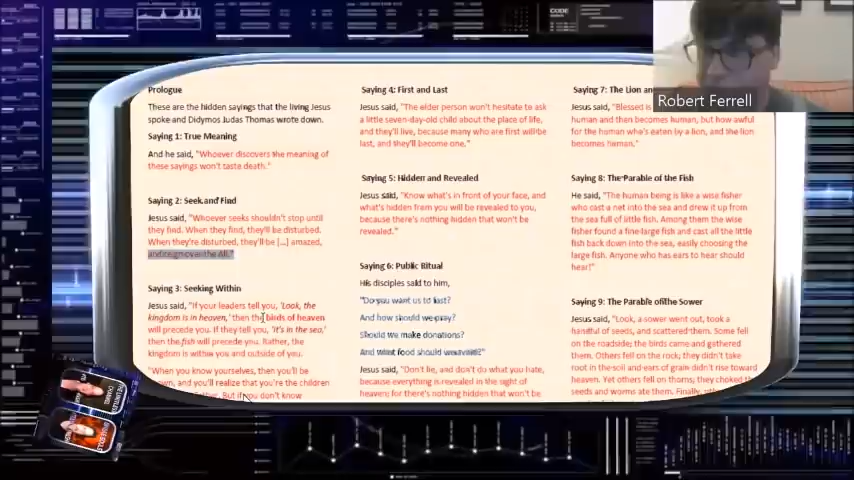 CODE
Robert Ferrell
Prologue
These are the hidden sayings that the living Jesus
spoke and Didymos Judas Thomas wrote down.
Saying 1: True Meaning
And he said, "Whoever discovers the meaning of
these sayings won't taste death."
Saying 2: Seek and Find
Jesus said, "Whoever seeks shouldn't stop until
they find. When they find, they'll be disturbed.
When they're disturbed, they'll be [...] amazed,
and reign over the All."
Saying 3: Seeking Within
Jesus said, "If your leaders tell you, 'Look, the
kingdom is in heaven,' then the birds of heaven
will precede you. If they tell you, 'It's in the sea,'
then the fish will precede you. Rather, the
kingdom is within you and outside of you.
"When you know yourselves, then you'll be
and you'll realize that you're the children
But if you don't know
Saying 4: First and Last
Jesus said, "The elder person won't hesitate to ask
a little seven-day-old child about the place of life,
and they'll live, because many who are first will be
last, and they'll become one."
Saying 5: Hidden and Revealed
Jesus said, "Know what's in front of your face, and
what's hidden from you will be revealed to you,
because there's nothing hidden that won't be
revealed."
Saying 6: Public Ritual
His disciples said to him,
"Do you want us to fast?
And how should we pray?
Should we make donations?
And what food should we avoid?"
Jesus said, "Don't lie, and don't do what you hate,
because everything is revealed in the sight of
heaven; for there's nothing hidden that won't be
Saying 7: The Lion and
Jesus said, "Blessed is
human and then becomes human, but how awful
for the human who's eaten by a lion, and the lion
becomes human."
Saying 8: The Parable of the Fish
He said, "The human being is like a wise fisher
who cast a net into the sea and drew it up from
the sea full of little fish. Among them the wise
fisher found a fine large fish and cast all the little
fish back down into the sea, easily choosing the
large fish. Anyone who has ears to hear should
hear!"
Saying 9: The Parable of the Sower
Jesus said, "Look, a sower went out, took a
handful of seeds, and scattered them. Some fell
on the roadside; the birds came and gathered
them. Others fell on the rock; they didn't take
root in the soil and ears of grain didn't rise toward
heaven. Yet others fell on thorns; they choked
seeds and worms ate them. Finally,